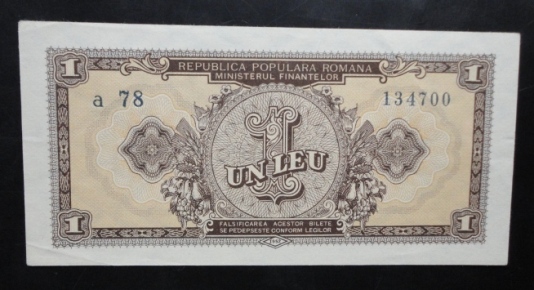 REPUBLICA POPULARA ROMANA
MINISTERUL FINANTELOR
1 1
a 78 134700
1
UN LEU
1 1
FALSIFICAREA ACESTOR BILETE
SE PEDEPSESTE CONFORM LEGILOR